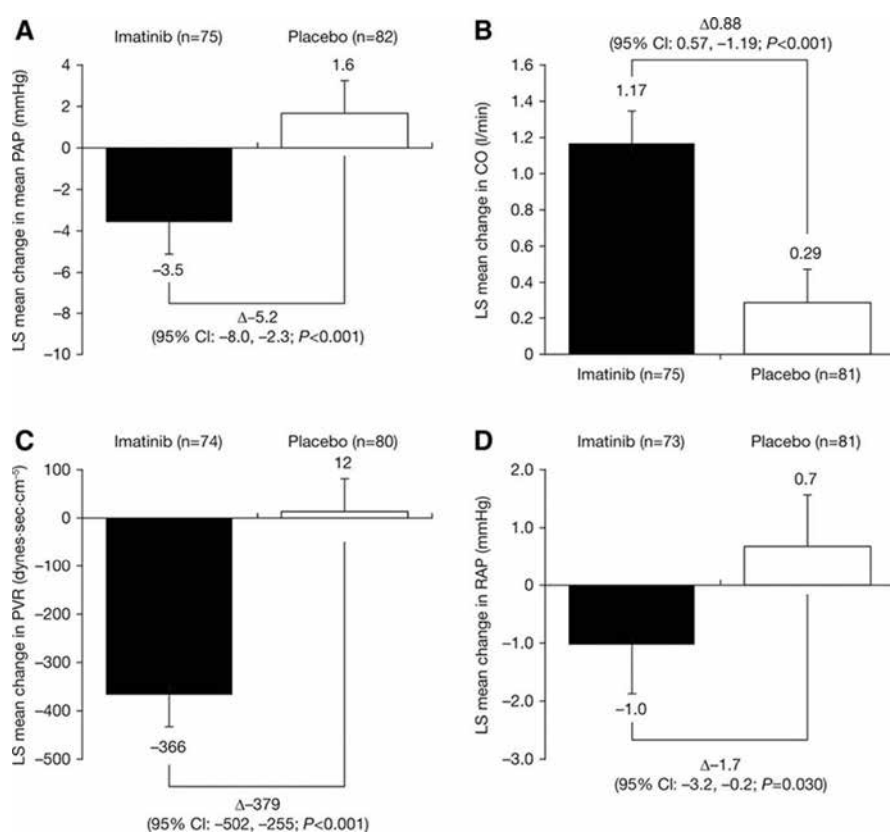 A
Imatinib (n=75) Placebo (n=82)
LS mean change in mean PAP (mmHg)
4
2
0
−2
−4
−6
−8
−10
1.6
−3.5
Δ−5.2
(95% CI: −8.0, −2.3; P<0.001)
B
Δ0.88
(95% CI: 0.57, −1.19; P<0.001)
LS mean change in CO (l/min)
1.6
1.4
1.2
1.0
0.8
0.6
0.4
0.2
0
1.17
0.29
Imatinib (n=75) Placebo (n=81)
C
Imatinib (n=74) Placebo (n=80)
LS mean change in PVR (dynes·sec·cm⁻⁵)
100
0
−100
−200
−300
−400
−500
12
−366
Δ−379
(95% CI: −502, −255; P<0.001)
D
Imatinib (n=73) Placebo (n=81)
LS mean change in RAP (mmHg)
2.0
1.0
0
−1.0
−2.0
−3.0
0.7
−1.0
Δ−1.7
(95% CI: −3.2, −0.2; P=0.030)